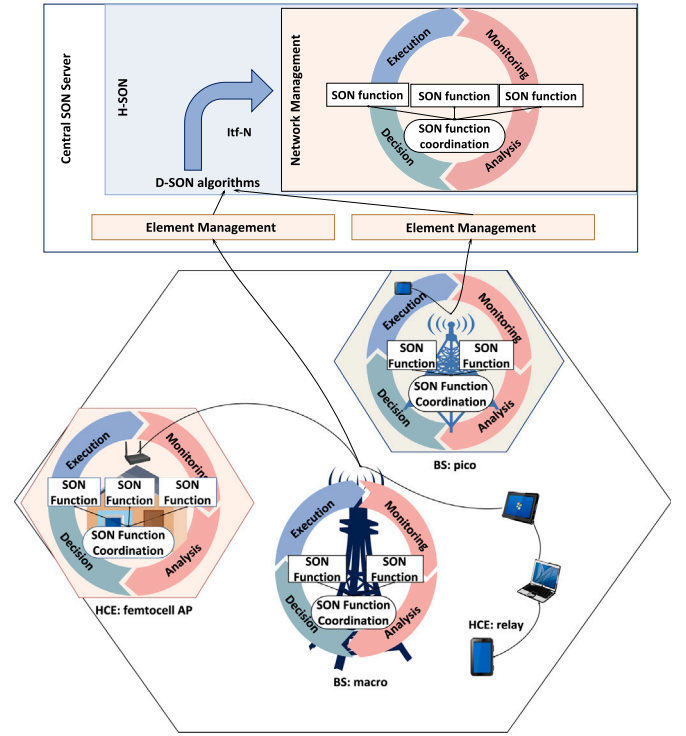 Central SON Server
H-SON
Itf-N
D-SON algorithms
Network Management
Execution
Monitoring
SON function
SON function
SON function
SON function
coordination
Decision
Analysis
Element Management
Element Management
Execution
Monitoring
SON
Function
SON
Function
SON Function
Coordination
Decision
Analysis
BS: pico
Execution
Monitoring
SON
Function
SON
Function
SON
Function
SON Function
Coordination
Decision
Analysis
HCE: femtocell AP
Execution
Monitoring
SON
Function
SON
Function
SON Function
Coordination
Decision
Analysis
BS: macro
HCE: relay